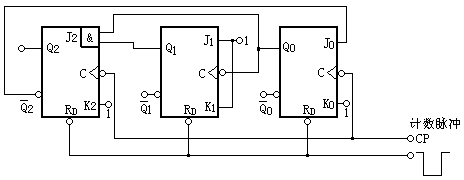 Q2 J2 & Q1 J1 1 Q0 J0
C C C
Q̅2 RD K2 1 Q̅1 RD K1 Q̅0 RD K0 1
计数脉冲
CP